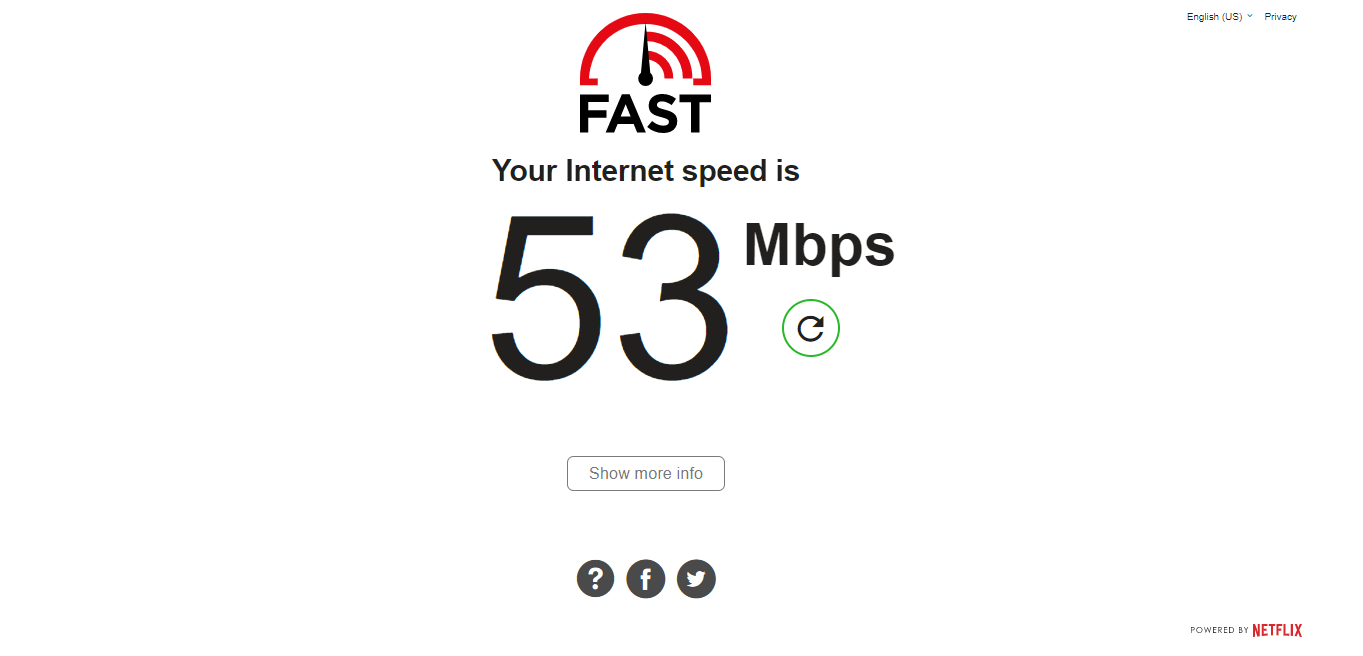 English (US) Privacy
FAST
Your Internet speed is
53 Mbps
Show more info
?
f
POWERED BY NETFLIX